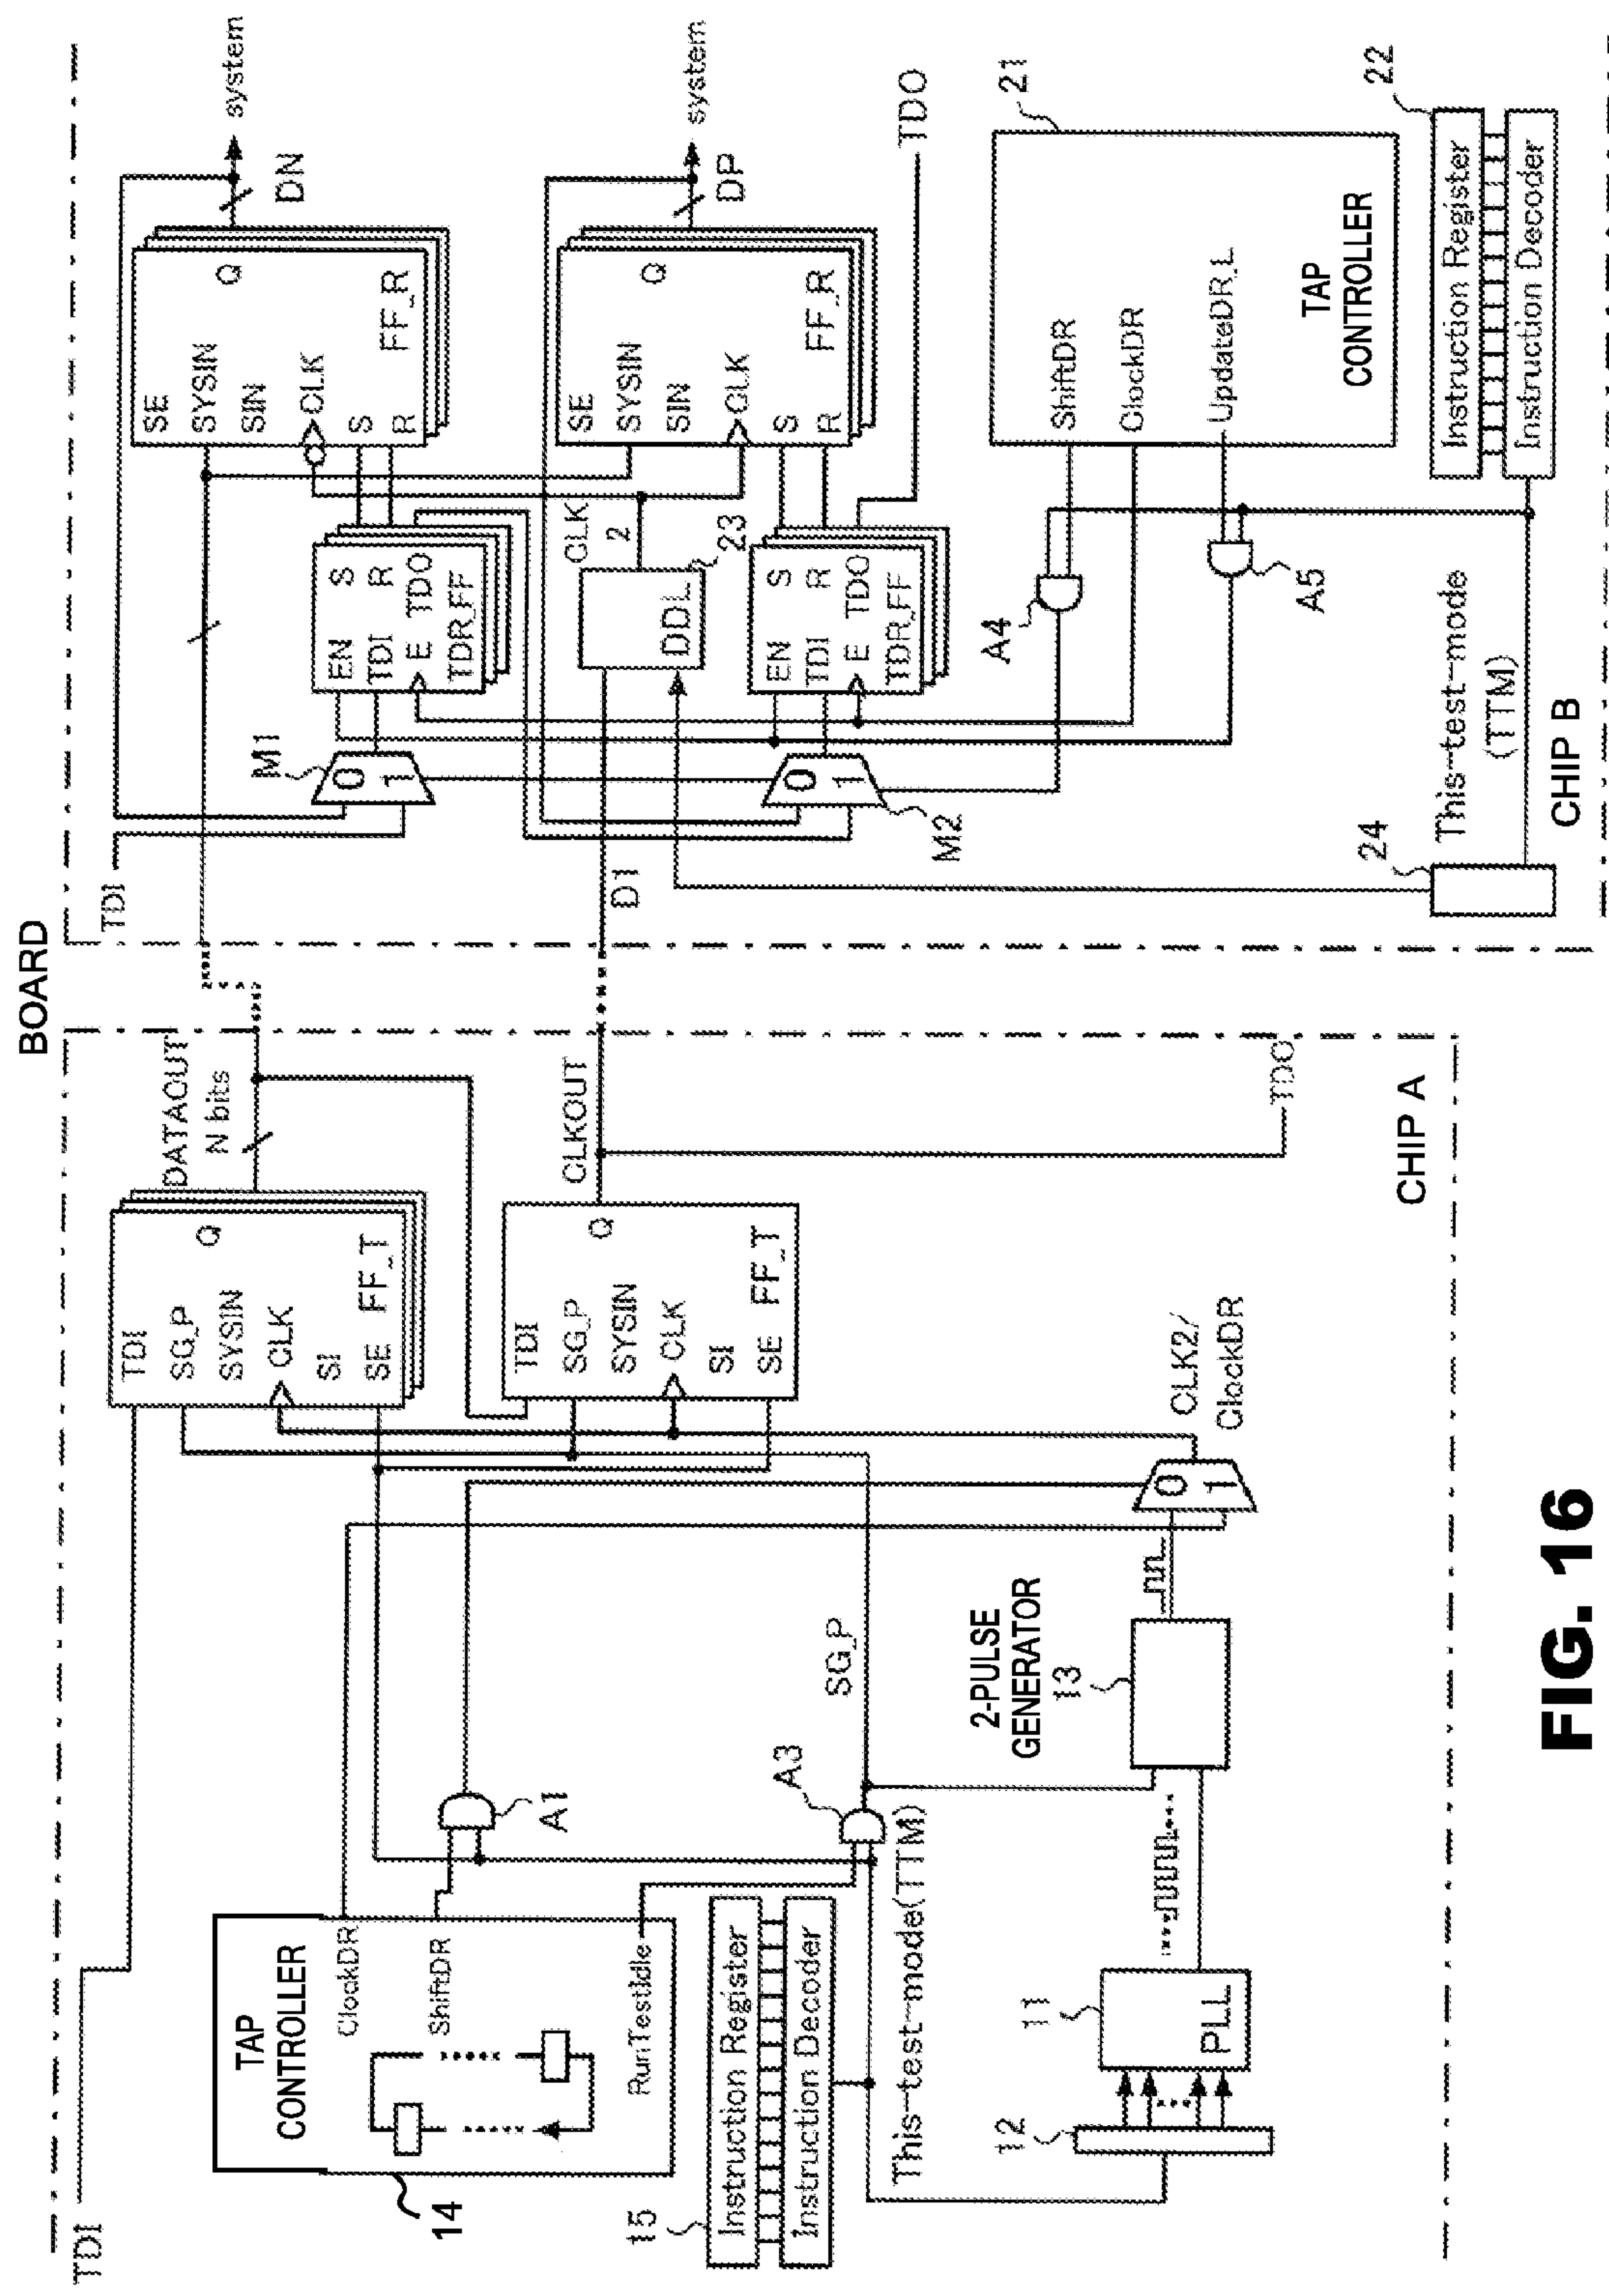 BOARD
TDI
TAP
CONTROLLER
ClockDR
ShiftDR
RunTestIdle
14
15
Instruction Register
Instruction Decoder
This-test-mode(TTM)
12
11
PLL
A1
A3
SG_P
2-PULSE
GENERATOR
13
0
1
CLK2/
ClockDR
TDI
SG_P
SYSIN
CLK
SI
SE
Q
FF_T
DATAOUT
N bits
TDI
SG_P
SYSIN
CLK
SI
SE
Q
FF_T
CLKOUT
TDO
CHIP A
TDI
M1
0
1
EN
TDI
E
S
R
TDO
TDR_FF
SE
SYSIN
SIN
CLK
S
R
Q
FF_R
DN
system
D1
DDL
23
CLK
2
M2
0
1
EN
TDI
E
S
R
TDO
TDR_FF
SE
SYSIN
SIN
CLK
S
R
Q
FF_R
DP
system
TDO
A4
A5
ShiftDR
ClockDR
UpdateDR_L
TAP
CONTROLLER
21
22
Instruction Register
Instruction Decoder
This-test-mode
(TTM)
24
CHIP B
FIG. 16